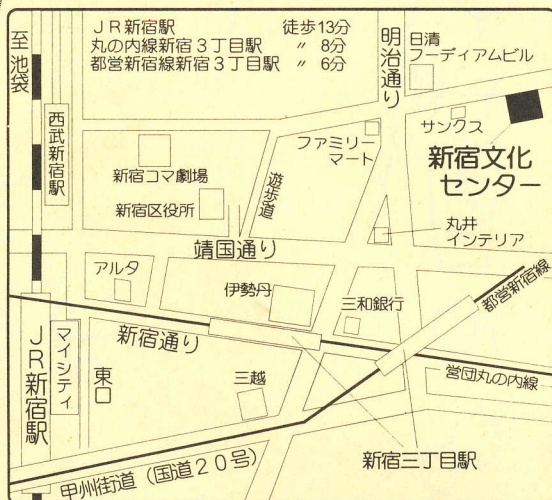 JR新宿駅 徒歩13分
丸の内線新宿3丁目駅 〃 8分
都営新宿線新宿3丁目駅 〃 6分
至池袋
明治通り
日清
フーディアムビル
西武新宿駅
サンクス
ファミリー
マート
新宿文化
センター
新宿コマ劇場
遊歩道
新宿区役所
丸井
インテリア
靖国通り
アルタ
伊勢丹
三和銀行
都営新宿線
新宿通り
JR新宿駅
マイシティ
東口
三越
営団丸の内線
新宿三丁目駅
甲州街道(国道20号)